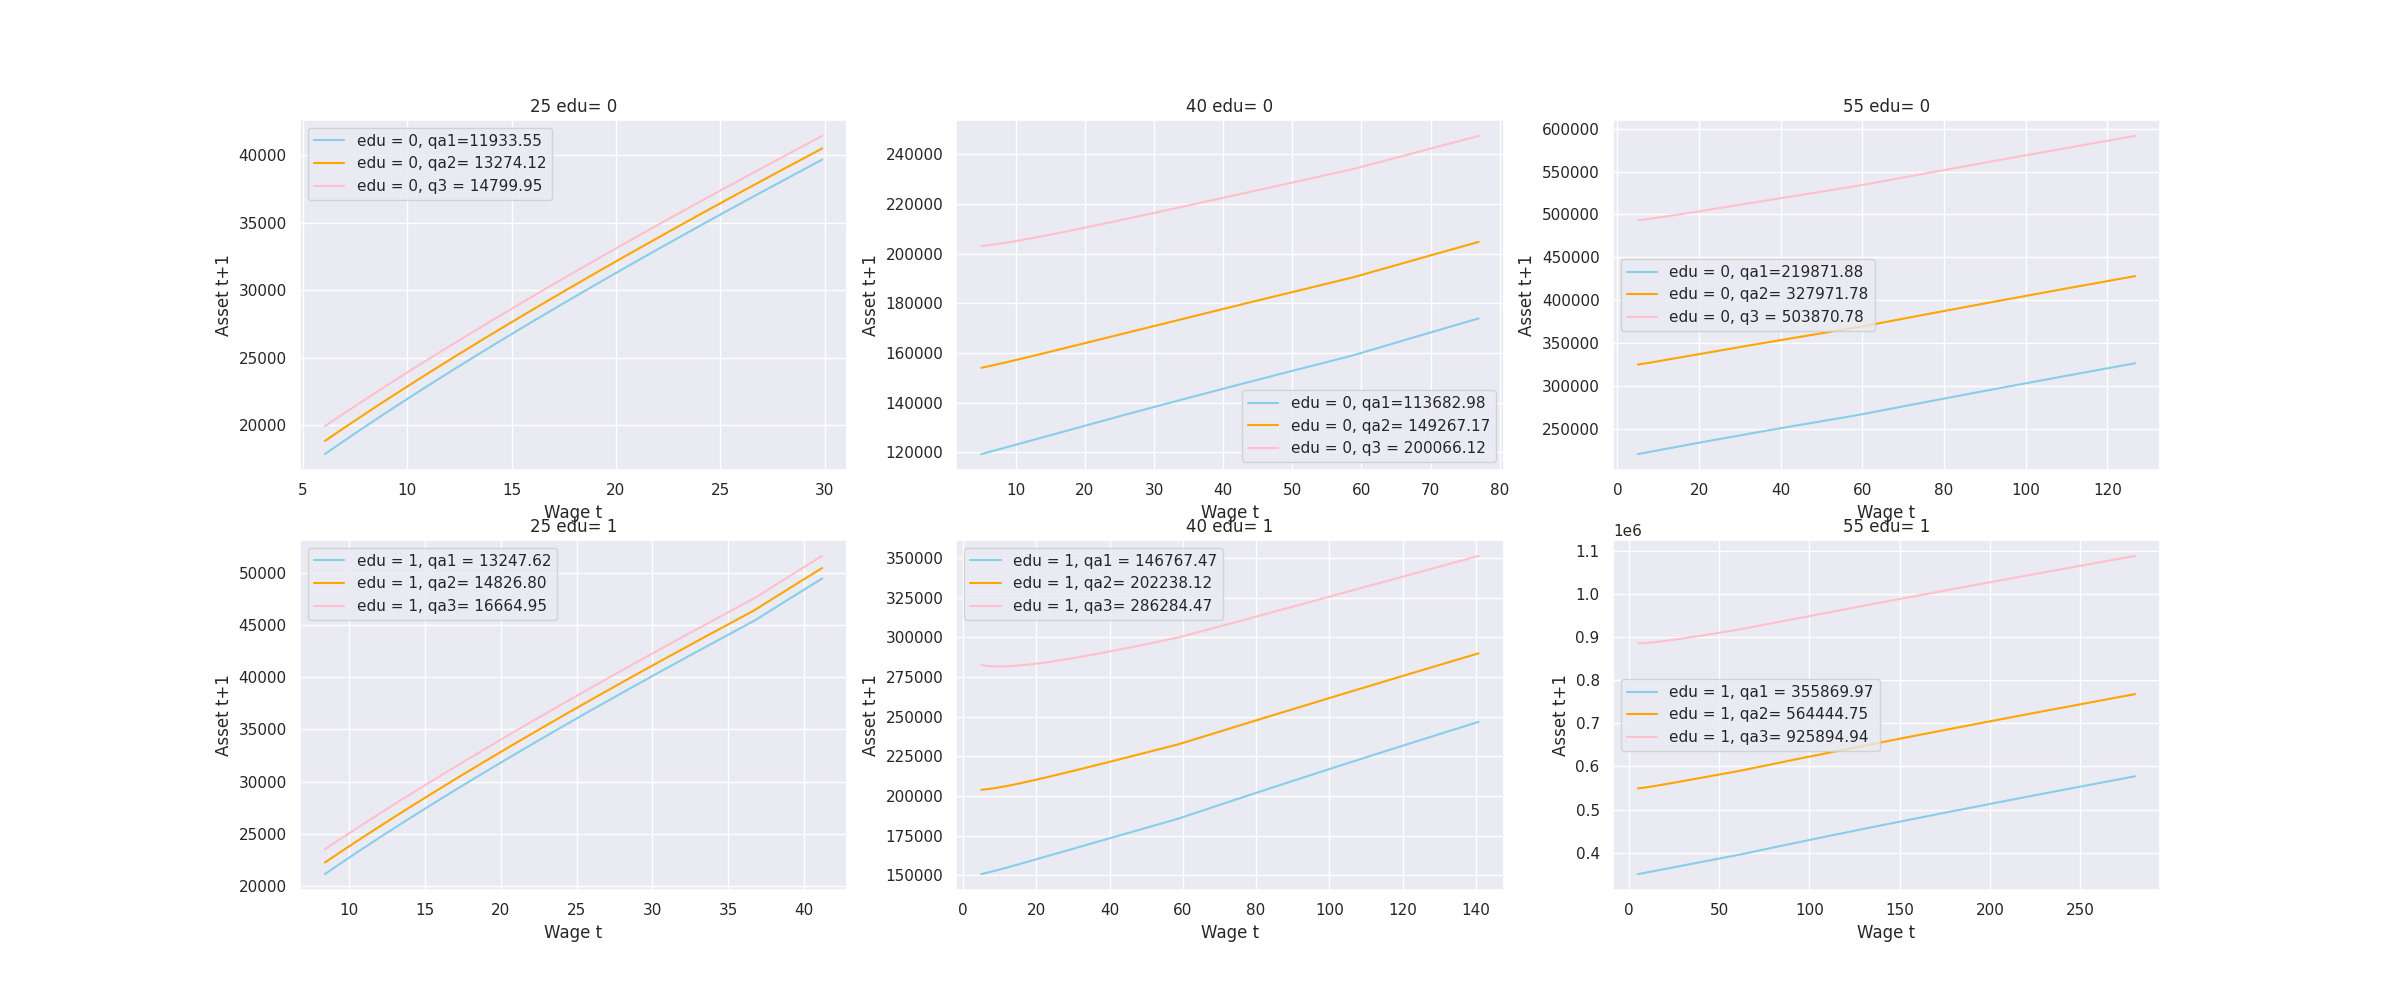 25 edu= 0
edu = 0, qa1=11933.55
edu = 0, qa2= 13274.12
edu = 0, q3 = 14799.95
40000
35000
30000
25000
20000
Asset t+1
5 10 15 20 25 30
Wage t
40 edu= 0
240000
220000
200000
180000
160000
140000
120000
Asset t+1
edu = 0, qa1=113682.98
edu = 0, qa2= 149267.17
edu = 0, q3 = 200066.12
10 20 30 40 50 60 70 80
Wage t
55 edu= 0
600000
550000
500000
450000
400000
350000
300000
250000
Asset t+1
edu = 0, qa1=219871.88
edu = 0, qa2= 327971.78
edu = 0, q3 = 503870.78
0 20 40 60 80 100 120
Wage t
25 edu= 1
edu = 1, qa1 = 13247.62
edu = 1, qa2= 14826.80
edu = 1, qa3= 16664.95
50000
45000
40000
35000
30000
25000
20000
Asset t+1
10 15 20 25 30 35 40
Wage t
40 edu= 1
edu = 1, qa1 = 146767.47
edu = 1, qa2= 202238.12
edu = 1, qa3= 286284.47
350000
325000
300000
275000
250000
225000
200000
175000
150000
Asset t+1
0 20 40 60 80 100 120 140
Wage t
55 edu= 1
1e6
1.1
1.0
0.9
0.8
0.7
0.6
0.5
0.4
Asset t+1
edu = 1, qa1 = 355869.97
edu = 1, qa2= 564444.75
edu = 1, qa3= 925894.94
0 50 100 150 200 250
Wage t